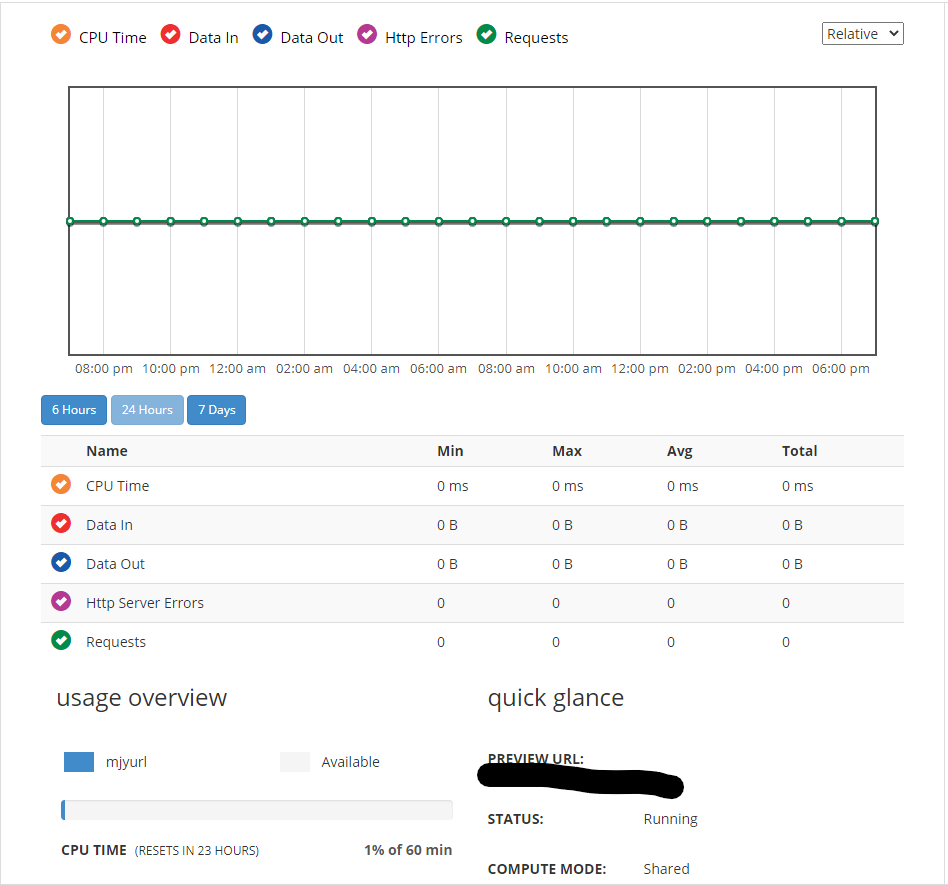 CPU Time Data In Data Out Http Errors Requests Relative
08:00 pm 10:00 pm 12:00 am 02:00 am 04:00 am 06:00 am 08:00 am 10:00 am 12:00 pm 02:00 pm 04:00 pm 06:00 pm
6 Hours 24 Hours 7 Days
Name Min Max Avg Total
CPU Time 0 ms 0 ms 0 ms 0 ms
Data In 0 B 0 B 0 B 0 B
Data Out 0 B 0 B 0 B 0 B
Http Server Errors 0 0 0 0
Requests 0 0 0 0
usage overview
mjyurl Available
CPU TIME (RESETS IN 23 HOURS) 1% of 60 min
quick glance
PREVIEW URL:
STATUS: Running
COMPUTE MODE: Shared